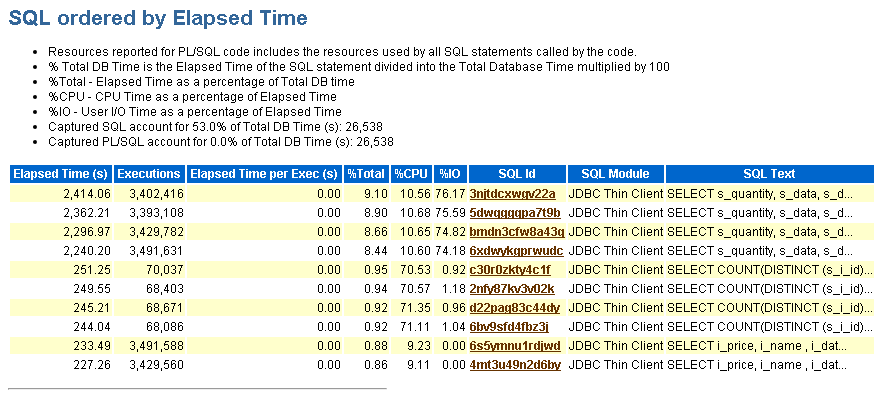 SQL ordered by Elapsed Time
Resources reported for PL/SQL code includes the resources used by all SQL statements called by the code.
% Total DB Time is the Elapsed Time of the SQL statement divided into the Total Database Time multiplied by 100
%Total - Elapsed Time as a percentage of Total DB time
%CPU - CPU Time as a percentage of Elapsed Time
%IO - User I/O Time as a percentage of Elapsed Time
Captured SQL account for 53.0% of Total DB Time (s): 26,538
Captured PL/SQL account for 0.0% of Total DB Time (s): 26,538
Elapsed Time (s) Executions Elapsed Time per Exec (s) %Total %CPU %IO SQL Id SQL Module SQL Text
2,414.06 3,402,416 0.00 9.10 10.56 76.17 3njtdcxwgv22a JDBC Thin Client SELECT s_quantity, s_data, s_d...
2,362.21 3,393,108 0.00 8.90 10.68 75.59 5dwqgggpa7t9b JDBC Thin Client SELECT s_quantity, s_data, s_d...
2,296.97 3,429,782 0.00 8.66 10.65 74.82 bmdn3cfw8a43q JDBC Thin Client SELECT s_quantity, s_data, s_d...
2,240.20 3,491,631 0.00 8.44 10.60 74.18 6xdwykgprwudc JDBC Thin Client SELECT s_quantity, s_data, s_d...
251.25 70,037 0.00 0.95 70.53 0.92 c30r0zkty4c1f JDBC Thin Client SELECT COUNT(DISTINCT (s_i_id)...
249.55 68,403 0.00 0.94 70.57 1.18 2nfy87kv3v02k JDBC Thin Client SELECT COUNT(DISTINCT (s_i_id)...
245.21 68,671 0.00 0.92 71.35 0.96 d22pag83c44dy JDBC Thin Client SELECT COUNT(DISTINCT (s_i_id)...
244.04 68,086 0.00 0.92 71.11 1.04 6bv9sfd4fbz3j JDBC Thin Client SELECT COUNT(DISTINCT (s_i_id)...
233.49 3,491,588 0.00 0.88 9.23 0.00 6s5ymnu1rdjwd JDBC Thin Client SELECT i_price, i_name , i_dat...
227.26 3,429,560 0.00 0.86 9.11 0.00 4mt3u49n2d6by JDBC Thin Client SELECT i_price, i_name , i_dat...